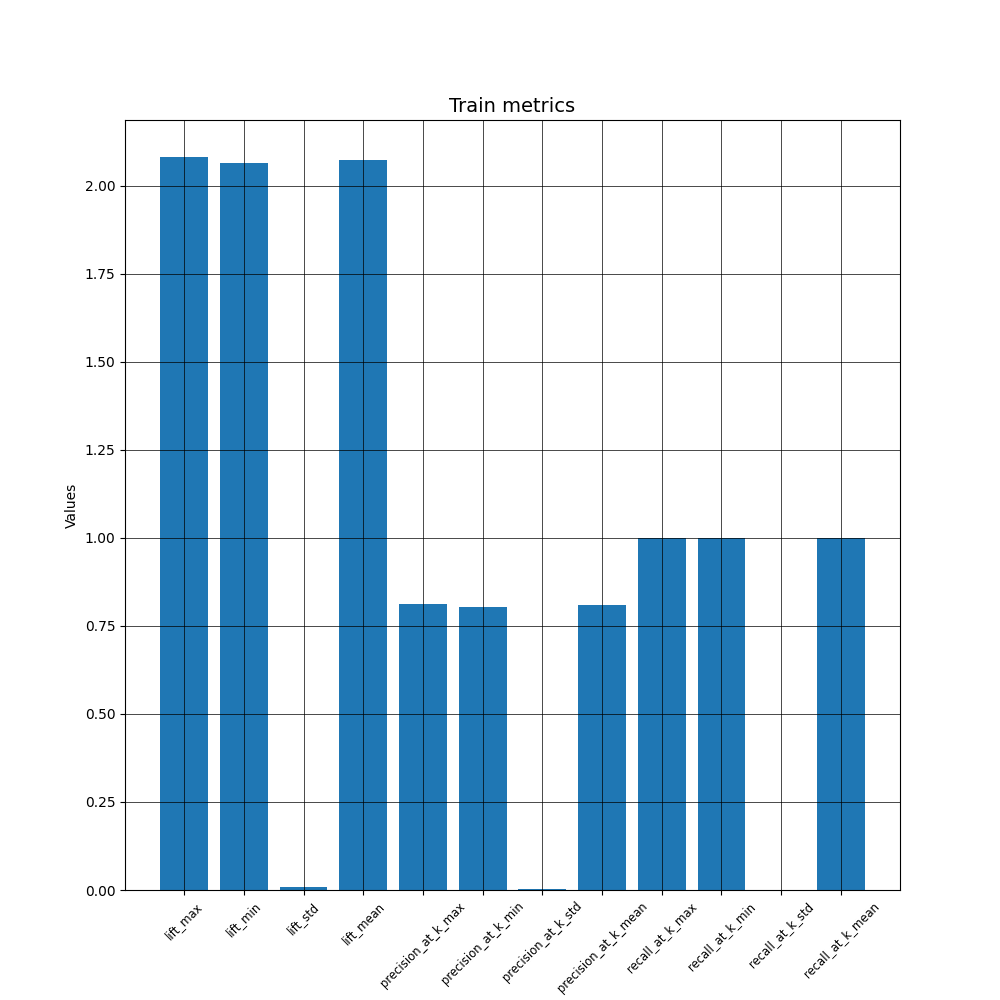 Train metrics
Values
2.00
1.75
1.50
1.25
1.00
0.75
0.50
0.25
0.00
lift_max
lift_min
lift_std
lift_mean
precision_at_k_max
precision_at_k_min
precision_at_k_std
precision_at_k_mean
recall_at_k_max
recall_at_k_min
recall_at_k_std
recall_at_k_mean